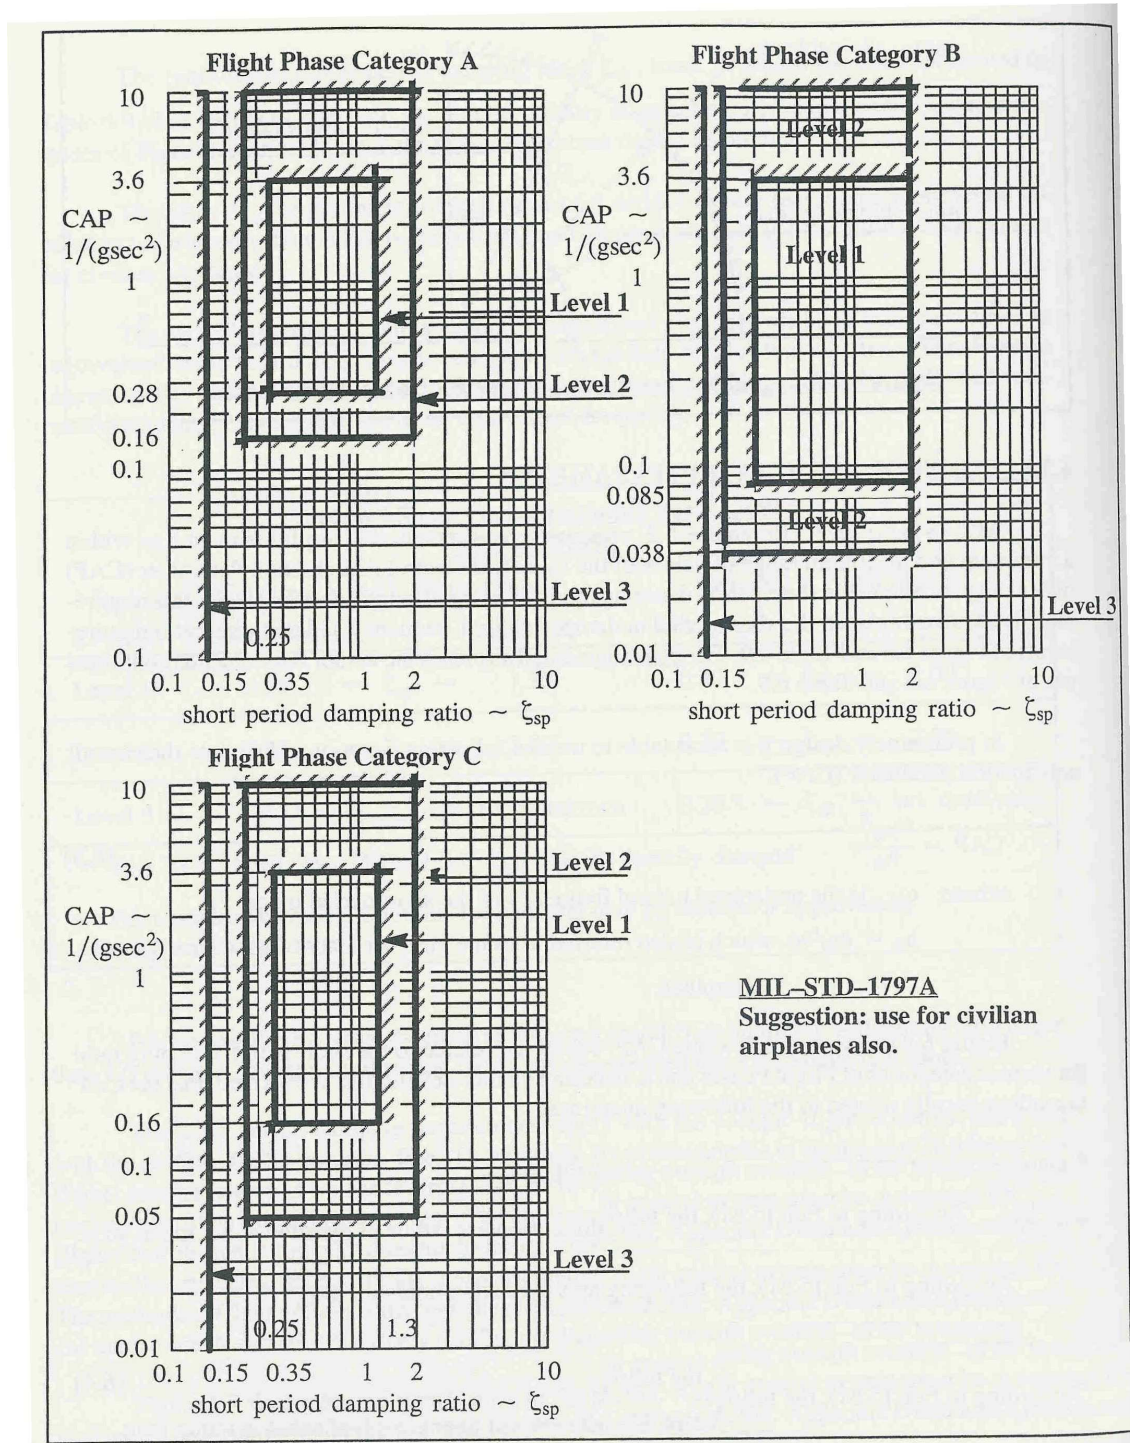 Flight Phase Category A
10
3.6
CAP ~
1/(gsec²)
1
0.28
0.16
0.1
0.1
Level 1
Level 2
Level 3
0.25
0.1 0.15 0.35 1 2 10
short period damping ratio ~ ζsp
Flight Phase Category B
10
3.6
CAP ~
1/(gsec²)
1
0.1
0.085
0.038
0.01
Level 2
Level 1
Level 2
Level 3
0.1 0.15 1 2 10
short period damping ratio ~ ζsp
Flight Phase Category C
10
3.6
CAP ~
1/(gsec²)
1
0.16
0.1
0.05
0.01
Level 2
Level 1
Level 3
0.25 1.3
0.1 0.15 0.35 1 2 10
short period damping ratio ~ ζsp
MIL–STD–1797A
Suggestion: use for civilian
airplanes also.